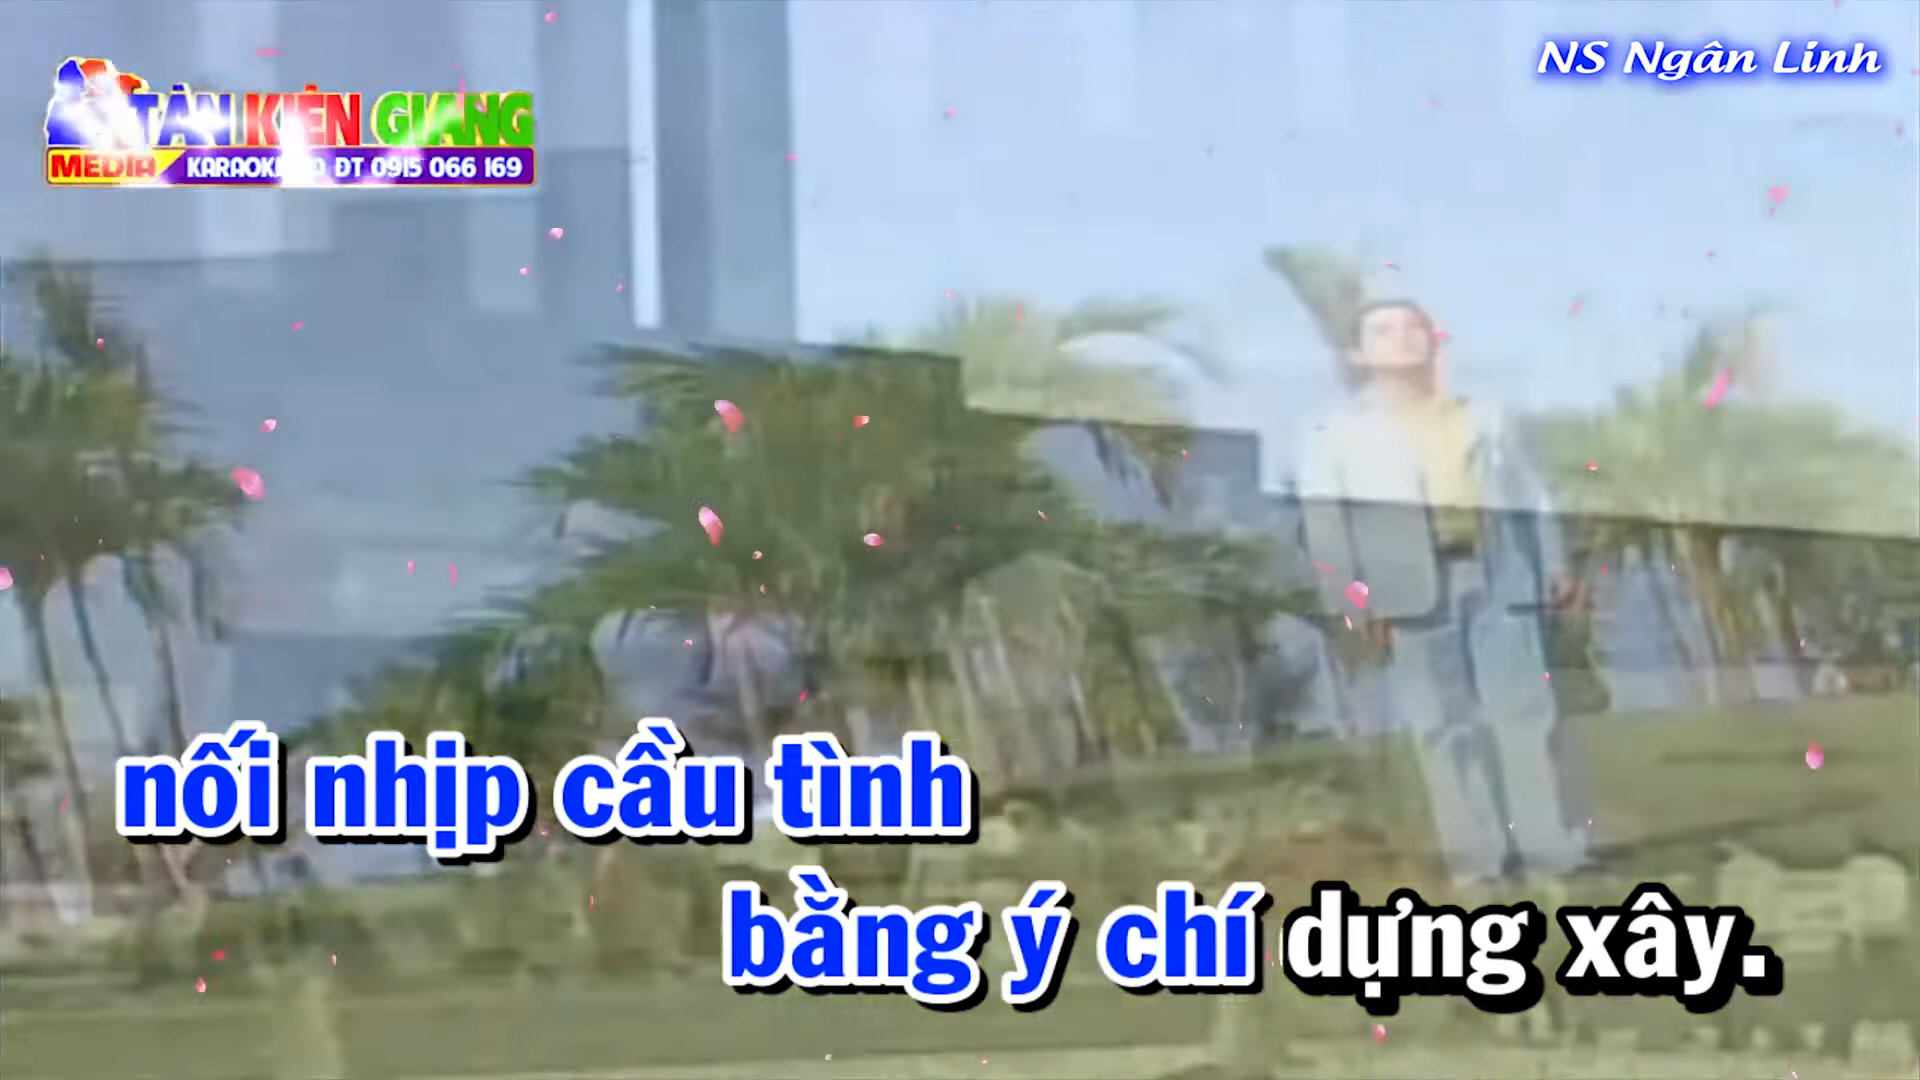 NS Ngân Linh
TÂN KIÊN GIANG
MEDIA
ĐT 0915 066 169
nối nhịp cầu tình
bằng ý chí dựng xây.